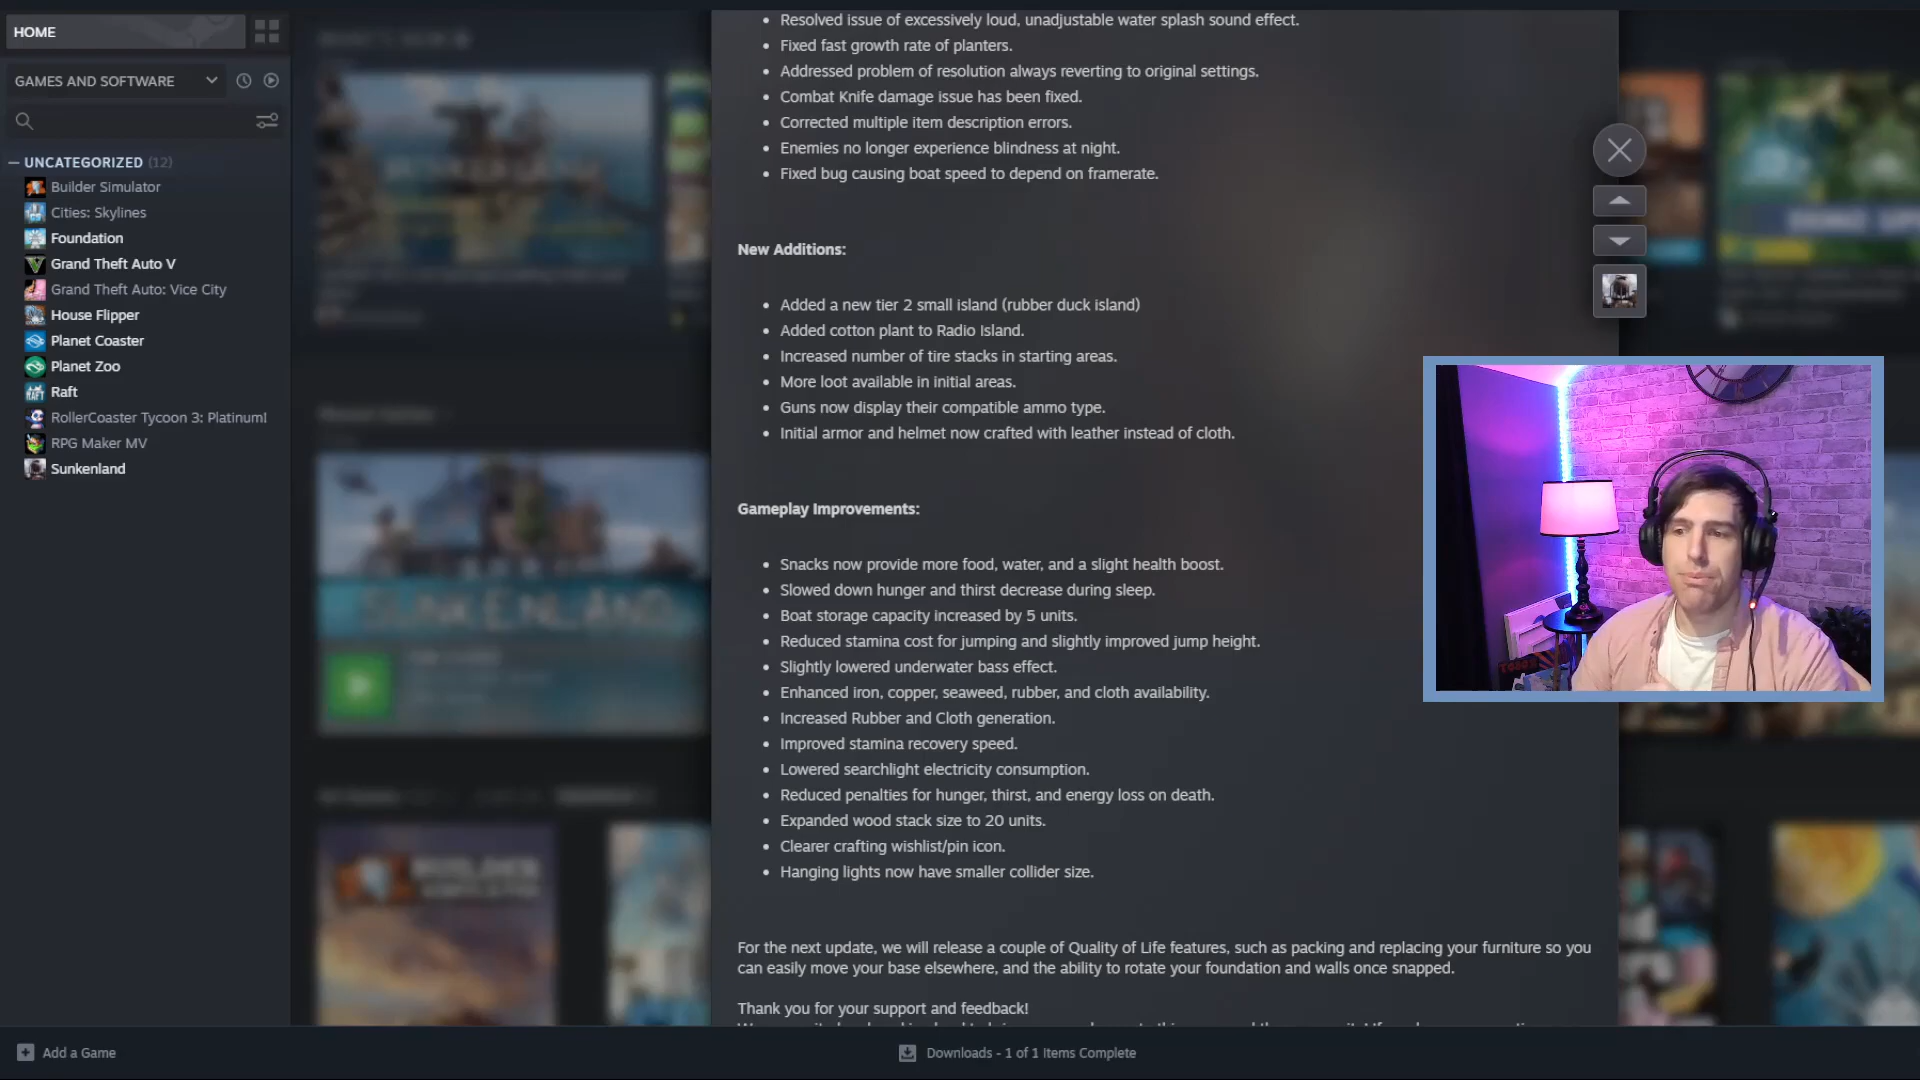 HOME
GAMES AND SOFTWARE
UNCATEGORIZED (12)
Builder Simulator
Cities: Skylines
Foundation
Grand Theft Auto V
Grand Theft Auto: Vice City
House Flipper
Planet Coaster
Planet Zoo
Raft
RollerCoaster Tycoon 3: Platinum!
RPG Maker MV
Sunkenland
Resolved issue of excessively loud, unadjustable water splash sound effect.
Fixed fast growth rate of planters.
Addressed problem of resolution always reverting to original settings.
Combat Knife damage issue has been fixed.
Corrected multiple item description errors.
Enemies no longer experience blindness at night.
Fixed bug causing boat speed to depend on framerate.
New Additions:
Added a new tier 2 small island (rubber duck island)
Added cotton plant to Radio Island.
Increased number of tire stacks in starting areas.
More loot available in initial areas.
Guns now display their compatible ammo type.
Initial armor and helmet now crafted with leather instead of cloth.
Gameplay Improvements:
Snacks now provide more food, water, and a slight health boost.
Slowed down hunger and thirst decrease during sleep.
Boat storage capacity increased by 5 units.
Reduced stamina cost for jumping and slightly improved jump height.
Slightly lowered underwater bass effect.
Enhanced iron, copper, seaweed, rubber, and cloth availability.
Increased Rubber and Cloth generation.
Improved stamina recovery speed.
Lowered searchlight electricity consumption.
Reduced penalties for hunger, thirst, and energy loss on death.
Expanded wood stack size to 20 units.
Clearer crafting wishlist/pin icon.
Hanging lights now have smaller collider size.
For the next update, we will release a couple of Quality of Life features, such as packing and replacing your furniture so you
can easily move your base elsewhere, and the ability to rotate your foundation and walls once snapped.
Thank you for your support and feedback!
SUNKENLAND
Add a Game
Downloads - 1 of 1 Items Complete